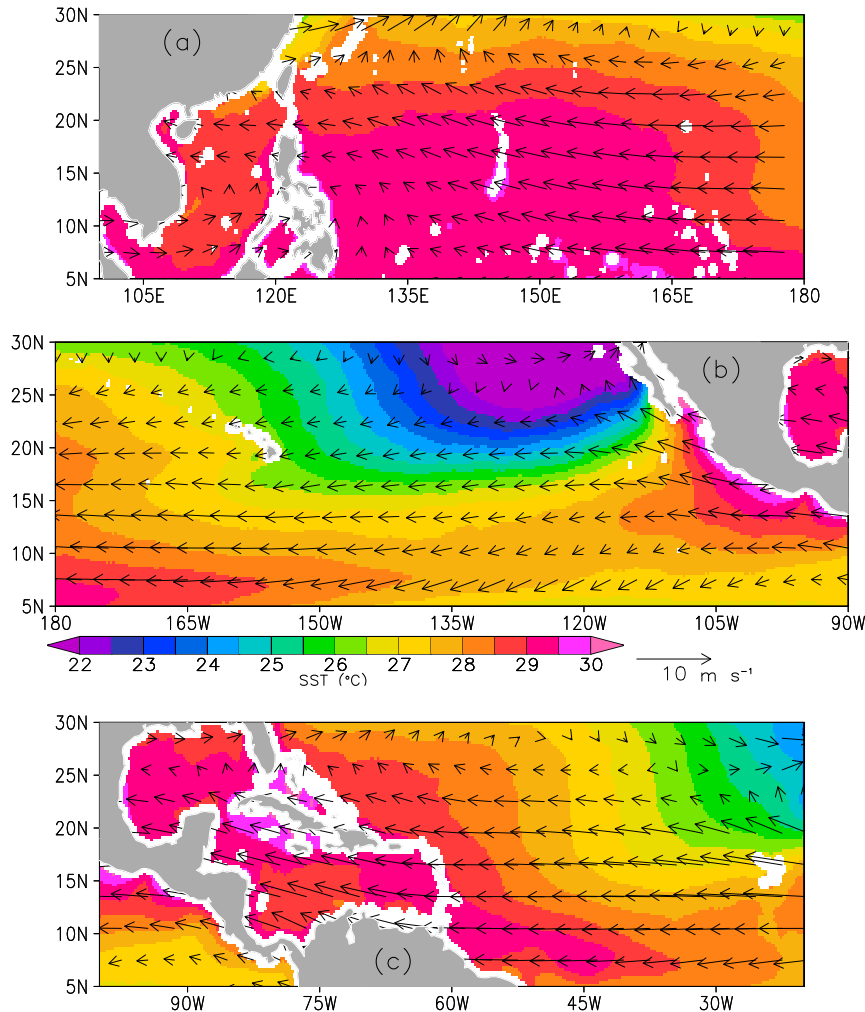 30N
(a)
25N
20N
15N
10N
5N
105E 120E 135E 150E 165E 180
30N
(b)
25N
20N
15N
10N
5N
180 165W 150W 135W 120W 105W 90W
22 23 24 25 26 27 28 29 30
SST (°C)
10 m s⁻¹
30N
25N
20N
15N
10N
(c)
5N
90W 75W 60W 45W 30W